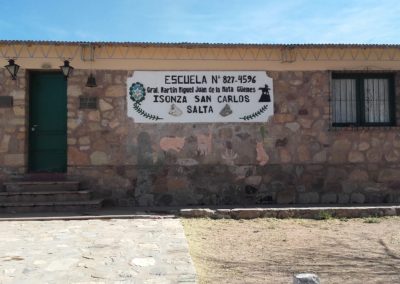 ESCUELA N° 827-4596
Gral. Martín Miguel Juan de la Mata Güemes
ISONZA SAN CARLOS
SALTA